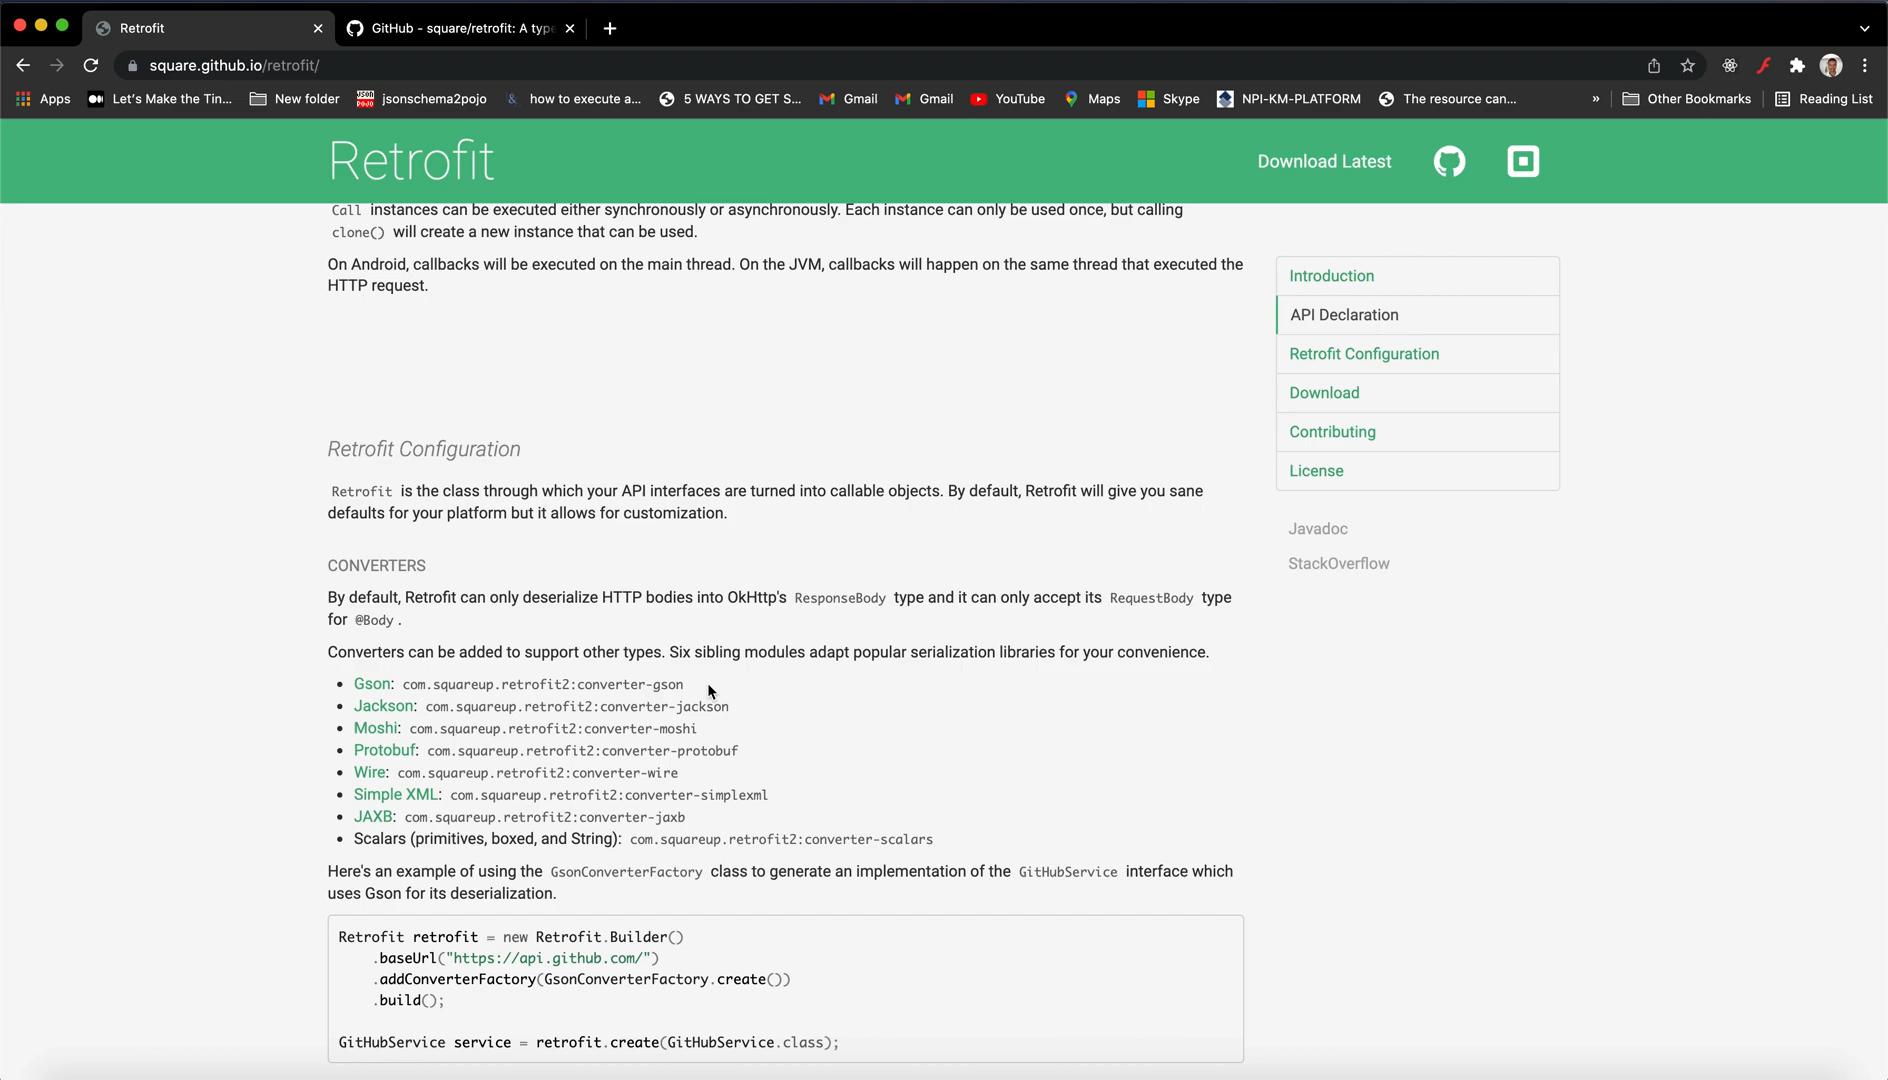 Retrofit
GitHub - square/retrofit: A type
square.github.io/retrofit/
Apps
Let's Make the Tin...
New folder
JSON
POJO
jsonschema2pojo
how to execute a...
5 WAYS TO GET S...
Gmail
Gmail
YouTube
Maps
Skype
NPI-KM-PLATFORM
The resource can...
»
Other Bookmarks
Reading List
Retrofit
Download Latest
Call instances can be executed either synchronously or asynchronously. Each instance can only be used once, but calling
clone() will create a new instance that can be used.
On Android, callbacks will be executed on the main thread. On the JVM, callbacks will happen on the same thread that executed the
HTTP request.
Retrofit Configuration
Retrofit is the class through which your API interfaces are turned into callable objects. By default, Retrofit will give you sane
defaults for your platform but it allows for customization.
CONVERTERS
By default, Retrofit can only deserialize HTTP bodies into OkHttp's ResponseBody type and it can only accept its RequestBody type
for @Body.
Converters can be added to support other types. Six sibling modules adapt popular serialization libraries for your convenience.
• Gson: com.squareup.retrofit2:converter-gson
• Jackson: com.squareup.retrofit2:converter-jackson
• Moshi: com.squareup.retrofit2:converter-moshi
• Protobuf: com.squareup.retrofit2:converter-protobuf
• Wire: com.squareup.retrofit2:converter-wire
• Simple XML: com.squareup.retrofit2:converter-simplexml
• JAXB: com.squareup.retrofit2:converter-jaxb
• Scalars (primitives, boxed, and String): com.squareup.retrofit2:converter-scalars
Here's an example of using the GsonConverterFactory class to generate an implementation of the GitHubService interface which
uses Gson for its deserialization.
Retrofit retrofit = new Retrofit.Builder()
    .baseUrl("https://api.github.com/")
    .addConverterFactory(GsonConverterFactory.create())
    .build();
GitHubService service = retrofit.create(GitHubService.class);
Introduction
API Declaration
Retrofit Configuration
Download
Contributing
License
Javadoc
StackOverflow